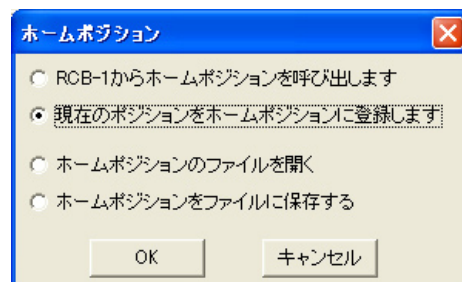 ホームポジション
RCB-1からホームポジションを呼び出します
現在のポジションをホームポジションに登録します
ホームポジションのファイルを開く
ホームポジションをファイルに保存する
OK
キャンセル